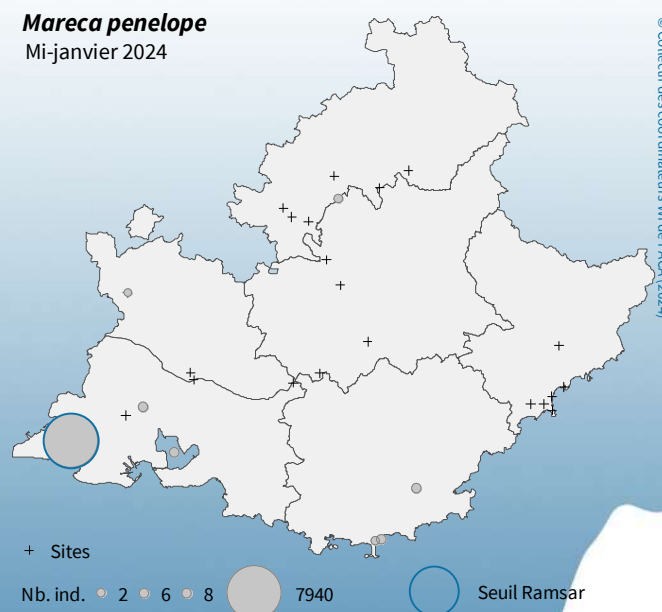 Mareca penelope
Mi-janvier 2024
+ Sites
Nb. ind. 2 6 8 7940
Seuil Ramsar